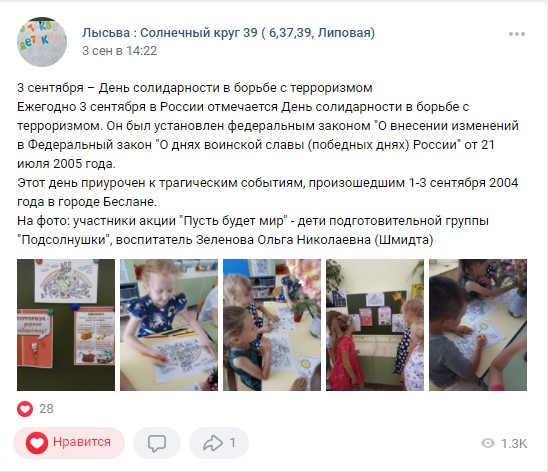 Лысьва : Солнечный круг 39 ( 6,37,39, Липовая)
3 сен в 14:22
3 сентября – День солидарности в борьбе с терроризмом
Ежегодно 3 сентября в России отмечается День солидарности в борьбе с
терроризмом. Он был установлен федеральным законом "О внесении изменений
в Федеральный закон "О днях воинской славы (победных днях) России" от 21
июля 2005 года.
Этот день приурочен к трагическим событиям, произошедшим 1-3 сентября 2004
года в городе Беслане.
На фото: участники акции "Пусть будет мир" - дети подготовительной группы
"Подсолнушки", воспитатель Зеленова Ольга Николаевна (Шмидта)
ТЕРРОРИЗМ -
угроза
обществу!
28
Нравится
1
1.3K